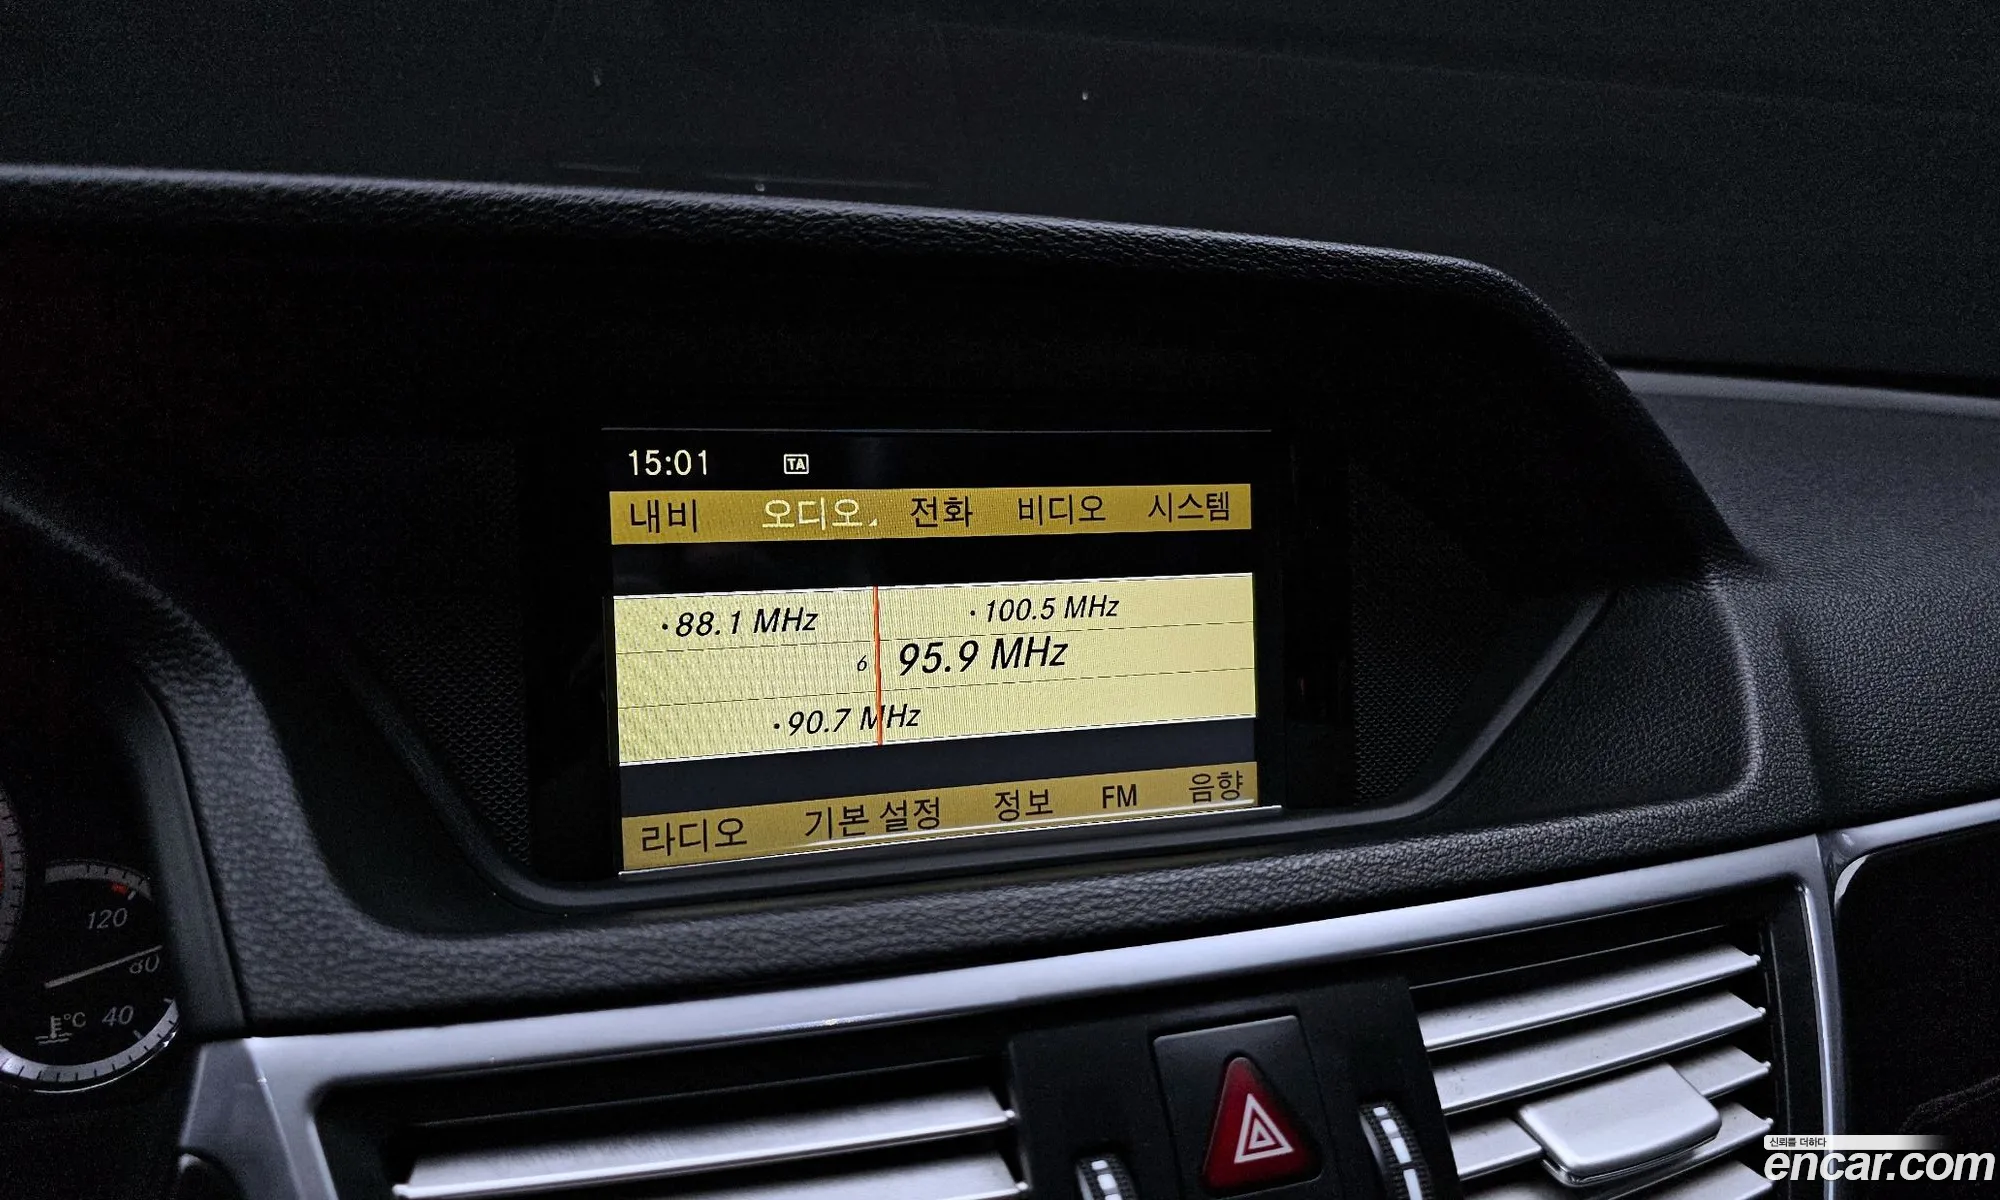 15:01 TA
내비 오디오 전화 비디오 시스템
·88.1 MHz ·100.5 MHz
6 95.9 MHz
·90.7 MHz
라디오 기본 설정 정보 FM 음향
120
80
°C 40
신뢰를 더하다
encar.com